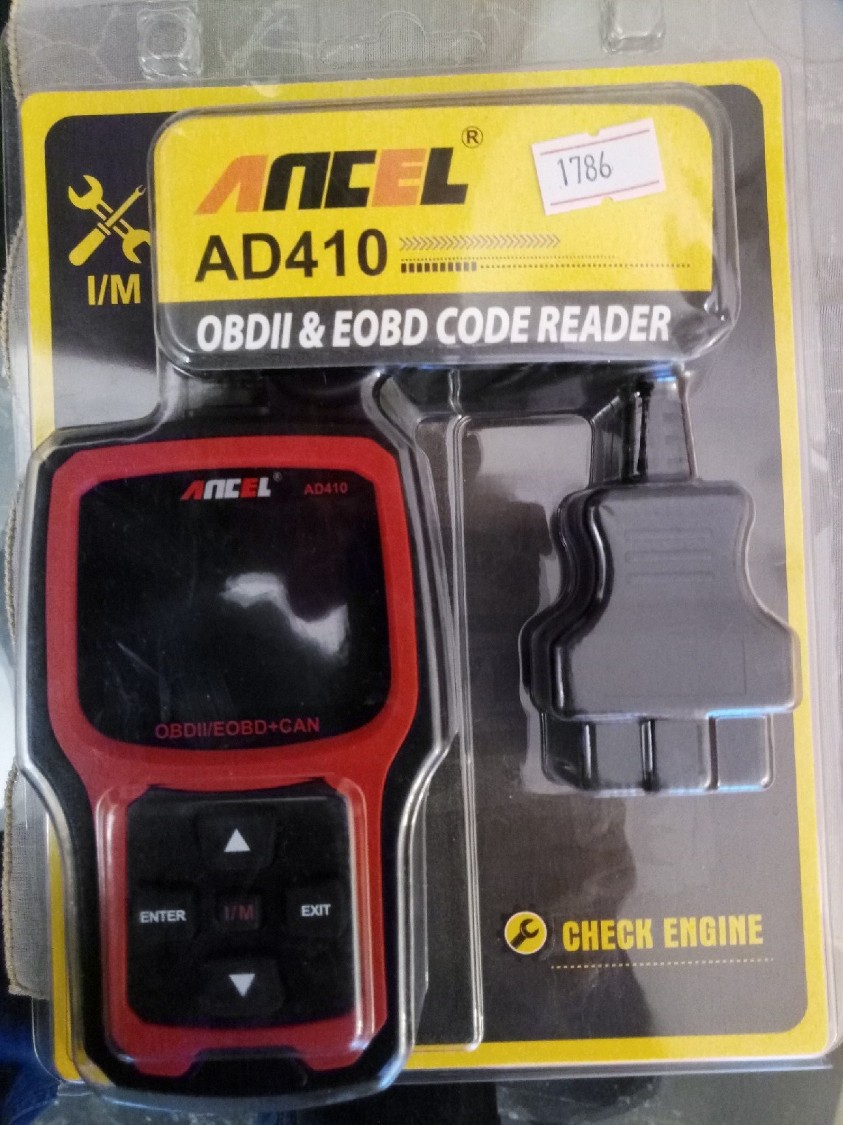 ANCEL®
1786
AD410
I/M
OBDII & EOBD CODE READER
ANCEL® AD410
OBDII/EOBD+CAN
ENTER I/M EXIT
CHECK ENGINE